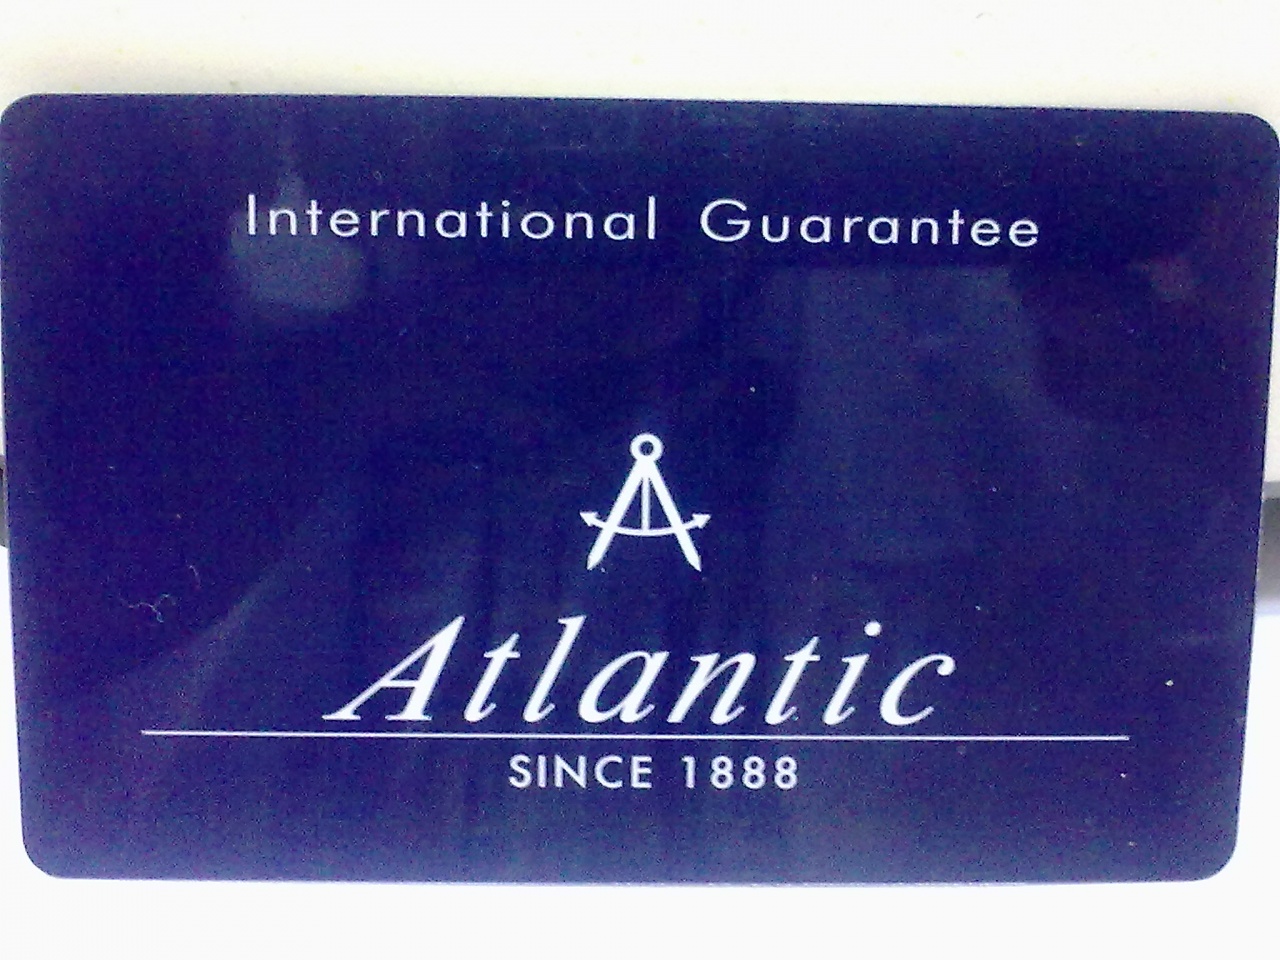 International Guarantee
Atlantic
SINCE 1888